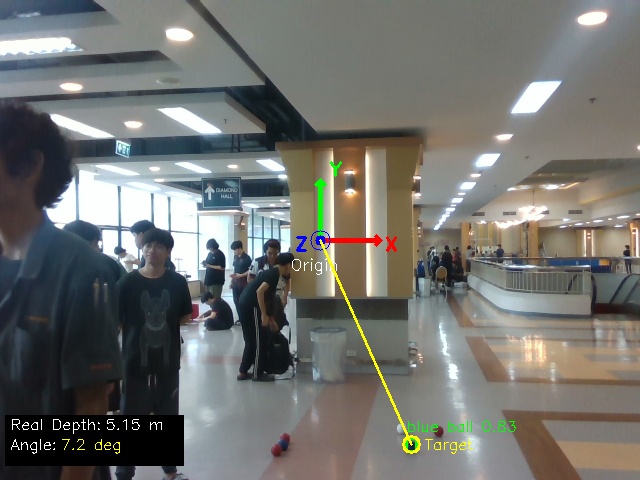 DIAMOND
HALL
Y
Z
X
Origin
blue ball 0.83
Target
Real Depth: 5.15 m
Angle: 7.2 deg